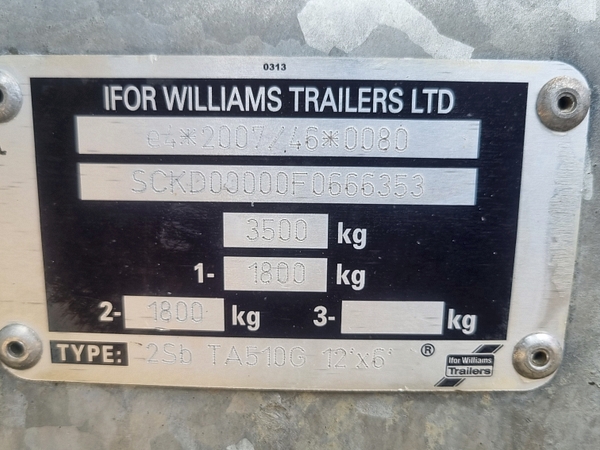 0313
IFOR WILLIAMS TRAILERS LTD
e4*2007/46*0080
SCKD00000F0666353
3500 kg
1- 1800 kg
2- 1800 kg 3- kg
TYPE: 2Sb TA510G 12'x6' ®
Ifor Williams
Trailers